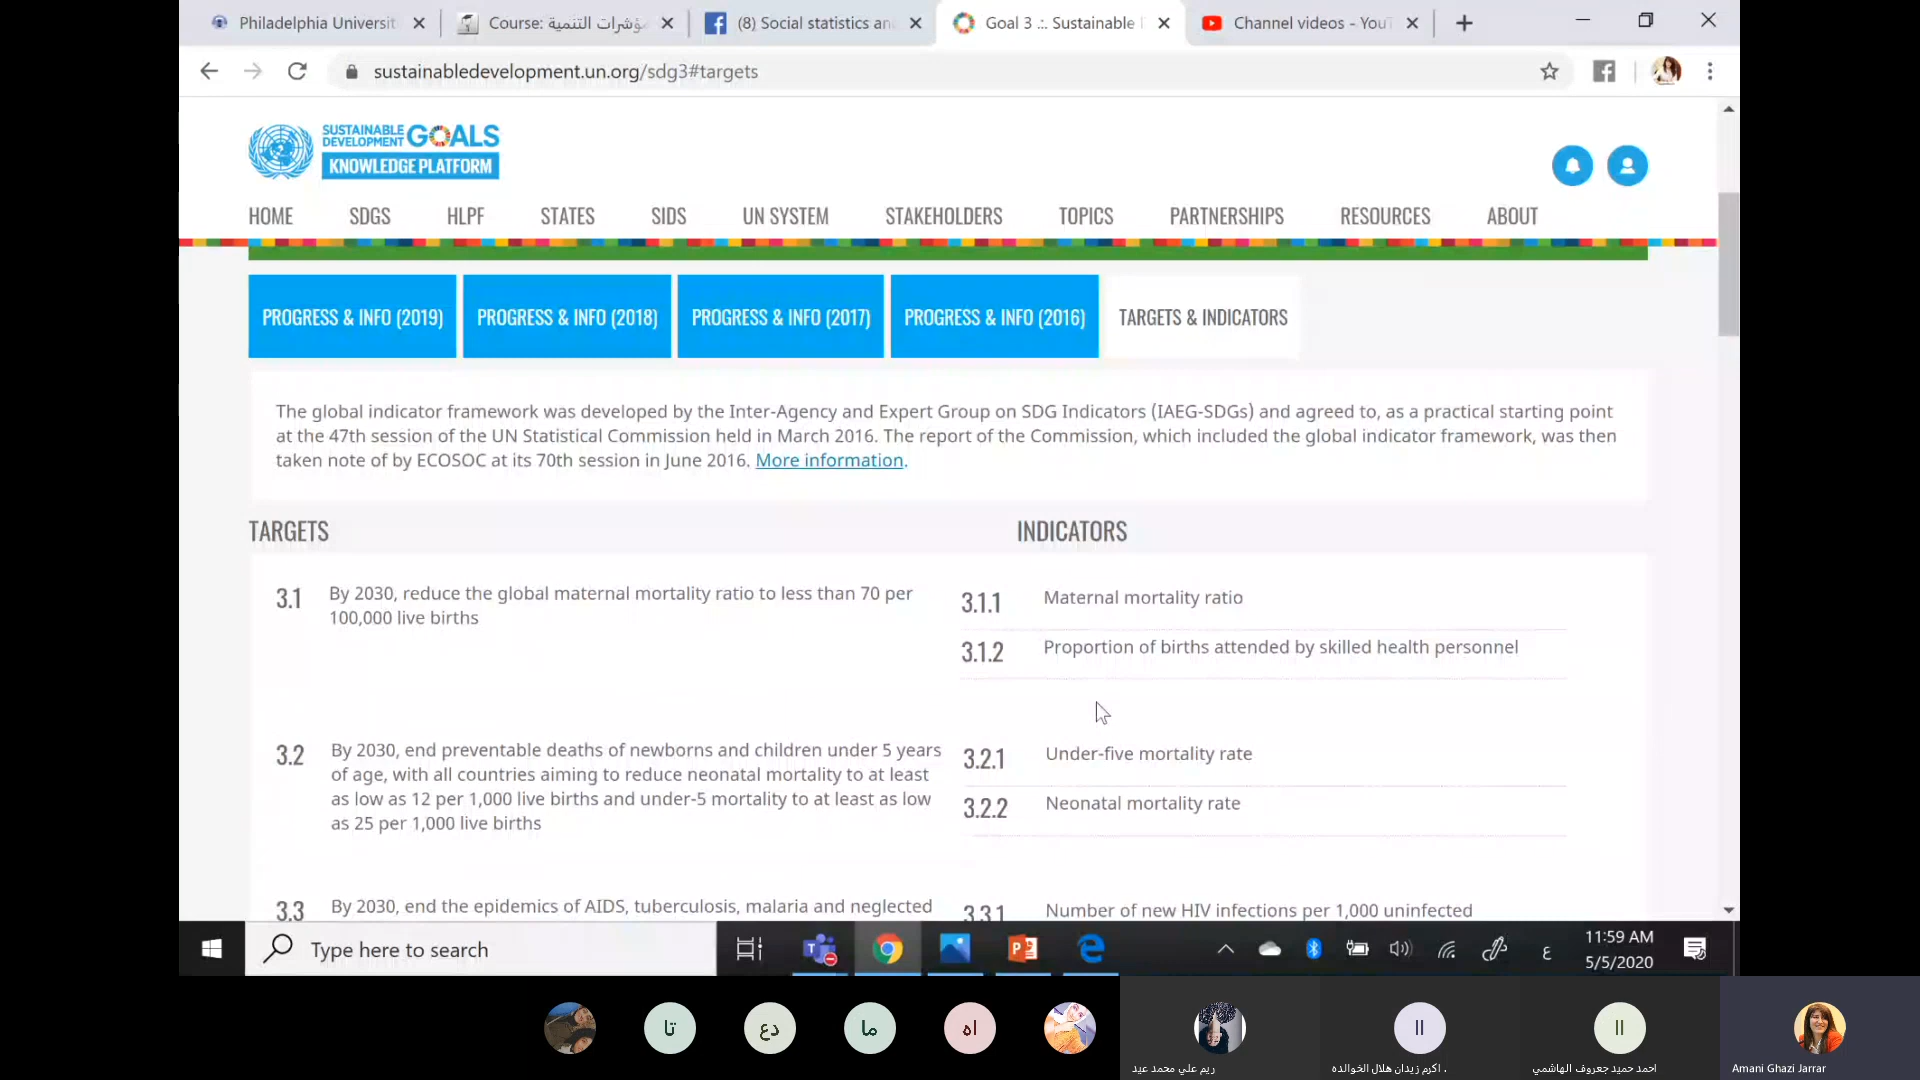 Philadelphia Universit
Course: مؤشرات التنمية
(8) Social statistics an
Goal 3 .:. Sustainable
Channel videos - YouT
sustainabledevelopment.un.org/sdg3#targets
SUSTAINABLE DEVELOPMENT GOALS
KNOWLEDGE PLATFORM
HOME SDGS HLPF STATES SIDS UN SYSTEM STAKEHOLDERS TOPICS PARTNERSHIPS RESOURCES ABOUT
PROGRESS & INFO (2019) PROGRESS & INFO (2018) PROGRESS & INFO (2017) PROGRESS & INFO (2016) TARGETS & INDICATORS
The global indicator framework was developed by the Inter-Agency and Expert Group on SDG Indicators (IAEG-SDGs) and agreed to, as a practical starting point
at the 47th session of the UN Statistical Commission held in March 2016. The report of the Commission, which included the global indicator framework, was then
taken note of by ECOSOC at its 70th session in June 2016. More information.
TARGETS
INDICATORS
3.1 By 2030, reduce the global maternal mortality ratio to less than 70 per
100,000 live births
3.1.1 Maternal mortality ratio
3.1.2 Proportion of births attended by skilled health personnel
3.2 By 2030, end preventable deaths of newborns and children under 5 years
of age, with all countries aiming to reduce neonatal mortality to at least
as low as 12 per 1,000 live births and under-5 mortality to at least as low
as 25 per 1,000 live births
3.2.1 Under-five mortality rate
3.2.2 Neonatal mortality rate
3.3 By 2030, end the epidemics of AIDS, tuberculosis, malaria and neglected
3.3.1 Number of new HIV infections per 1,000 uninfected
Type here to search
ع
11:59 AM
5/5/2020
تا
دع
ما
اه
اا
اا
ريم علي محمد عيد
اكرم زيدان هلال الخوالده .
احمد حميد جعروف الهاشمي
Amani Ghazi Jarrar